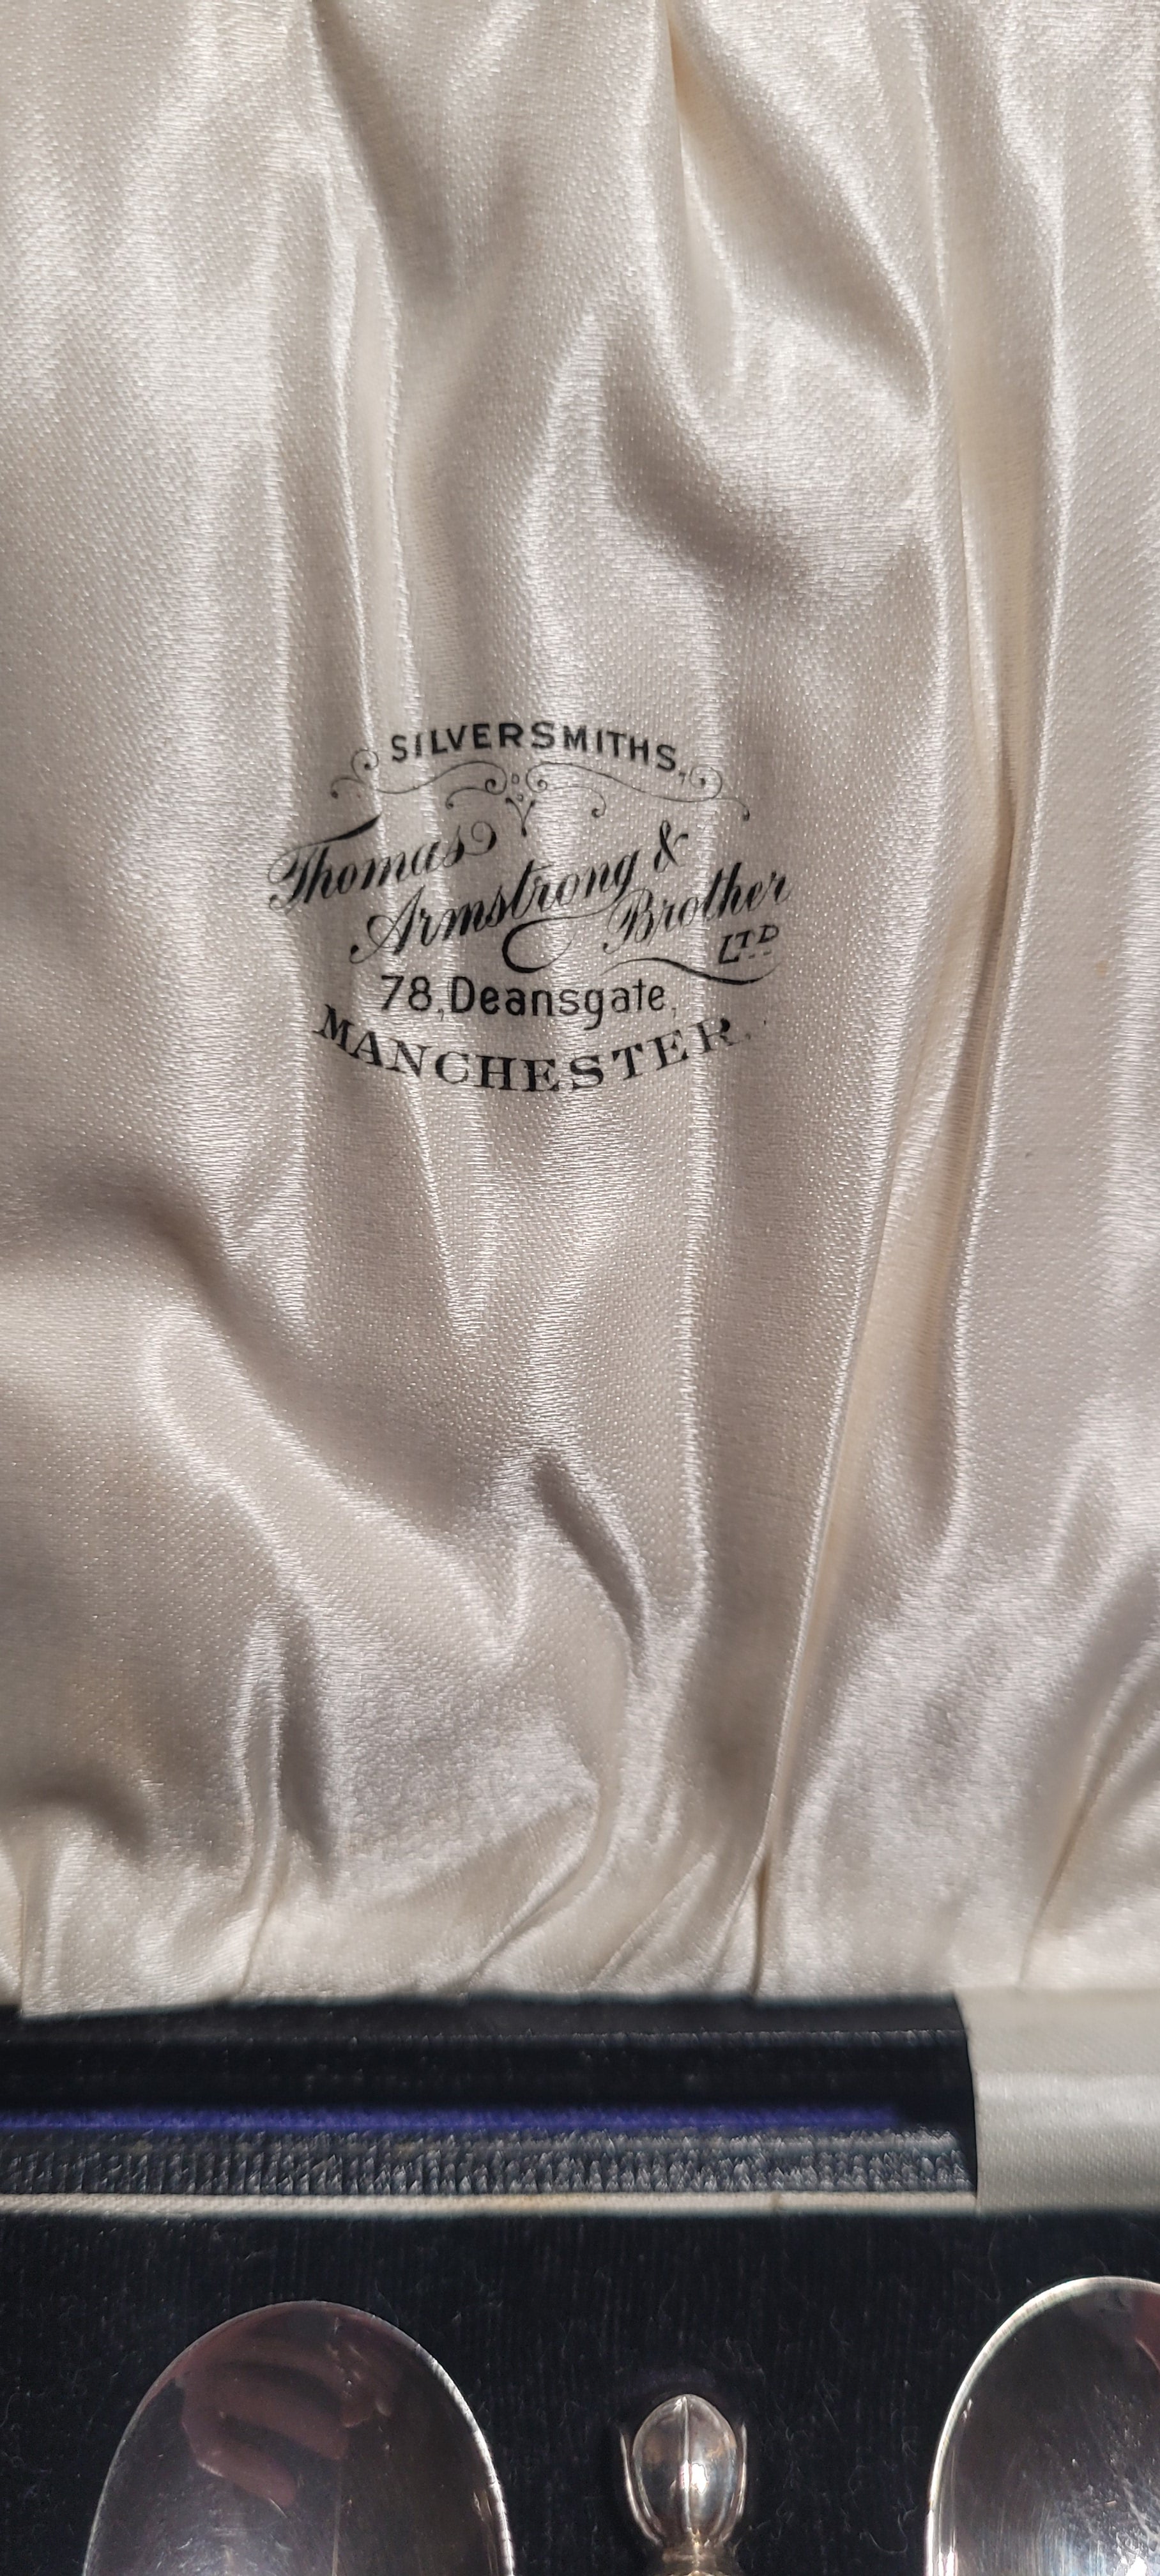 SILVERSMITHS,
Thomas
Armstrong &
Brother
LTD
78, Deansgate,
MANCHESTER.